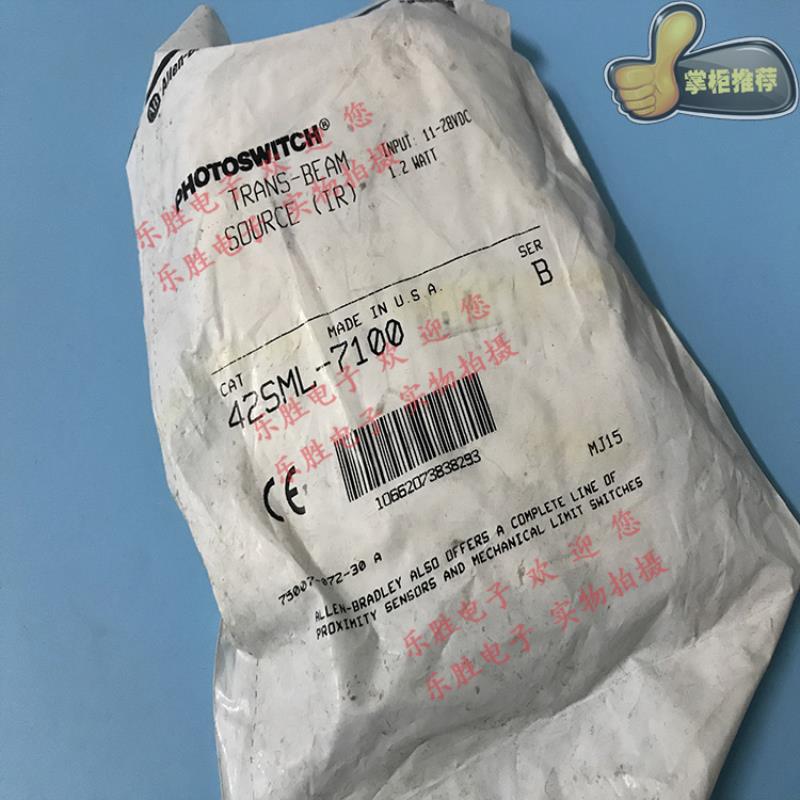 掌柜推荐
Allen-B
PHOTOSWITCH®
TRANS-BEAM
SOURCE (IR)
INPUT: 11-28VDC
1.2 WATT
乐胜电子 欢 迎 您
乐胜电子 实物拍摄
MADE IN U.S.A.
SER
B
CAT
42SML-7100
乐胜电子 欢 迎 您
乐胜电子 实物拍摄
CE
10662073838293
MJ15
75007-072-30 A
ALLEN-BRADLEY ALSO OFFERS A COMPLETE LINE OF
PROXIMITY SENSORS AND MECHANICAL LIMIT SWITCHES
乐胜电子 欢 迎 您
乐胜电子 实物拍摄